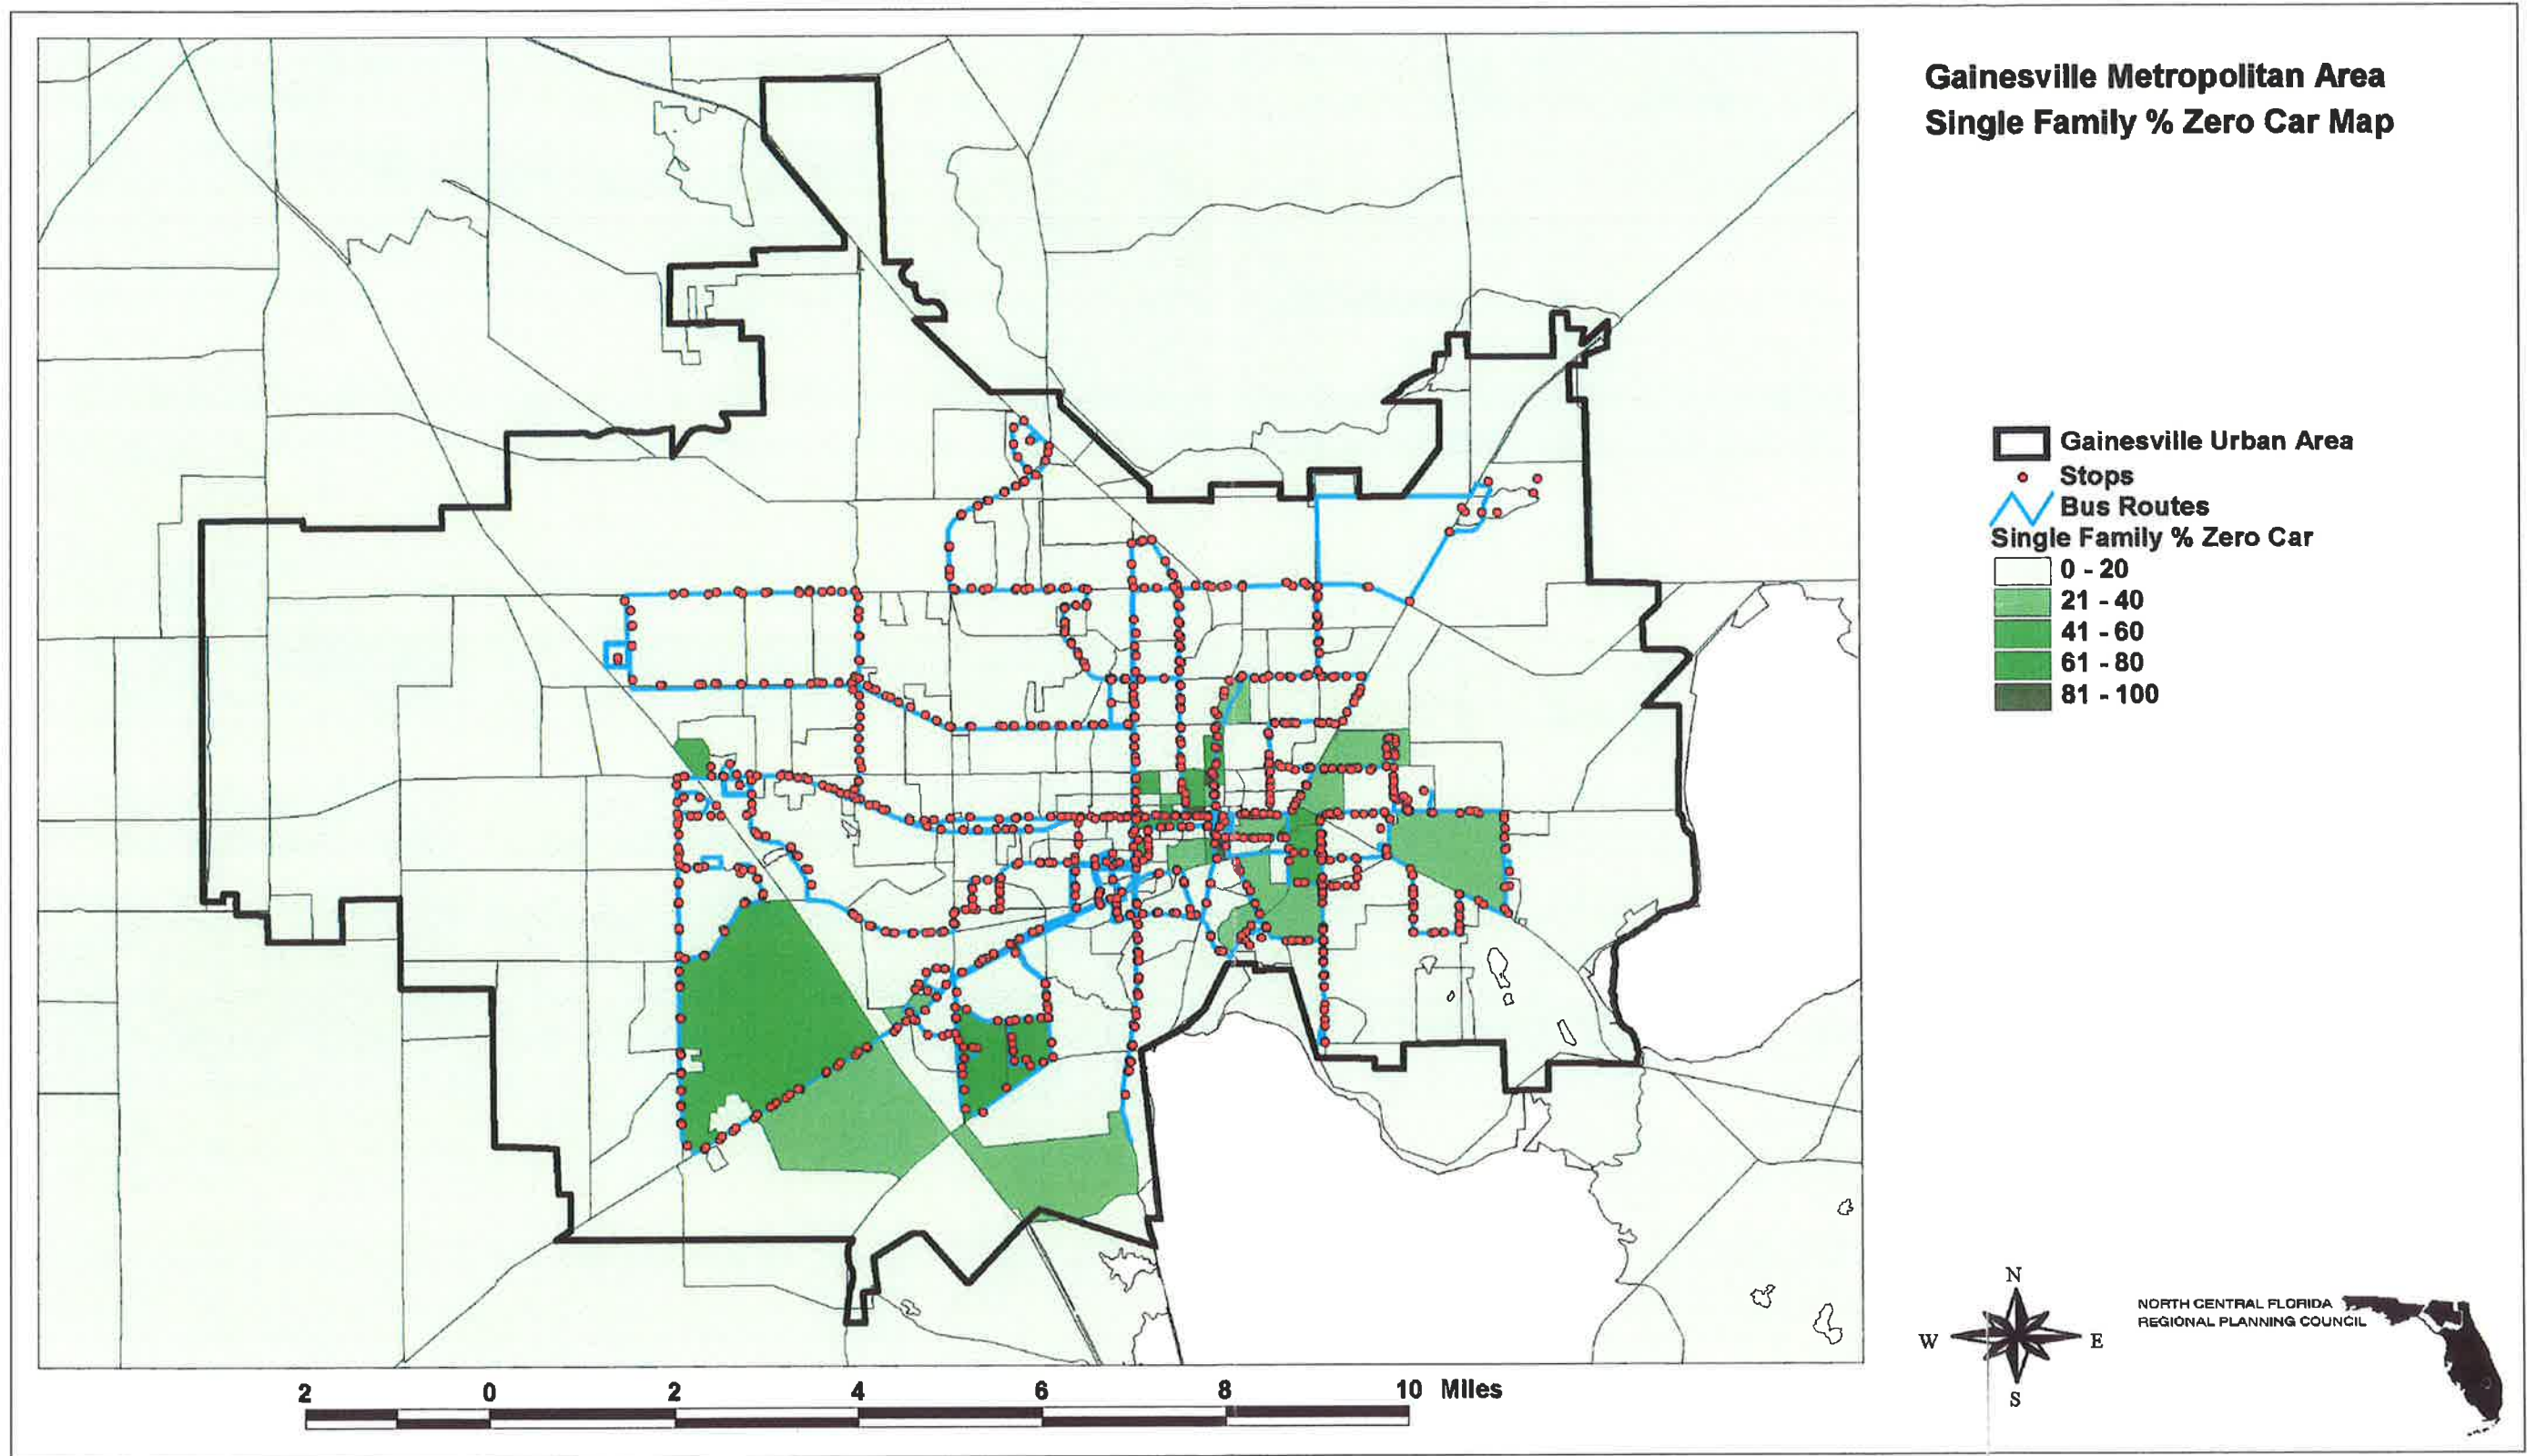 Gainesville Metropolitan Area
Single Family % Zero Car Map
Gainesville Urban Area
Stops
Bus Routes
Single Family % Zero Car
0 - 20
21 - 40
41 - 60
61 - 80
81 - 100
N
W E
S
NORTH CENTRAL FLORIDA
REGIONAL PLANNING COUNCIL
2 0 2 4 6 8 10 Miles